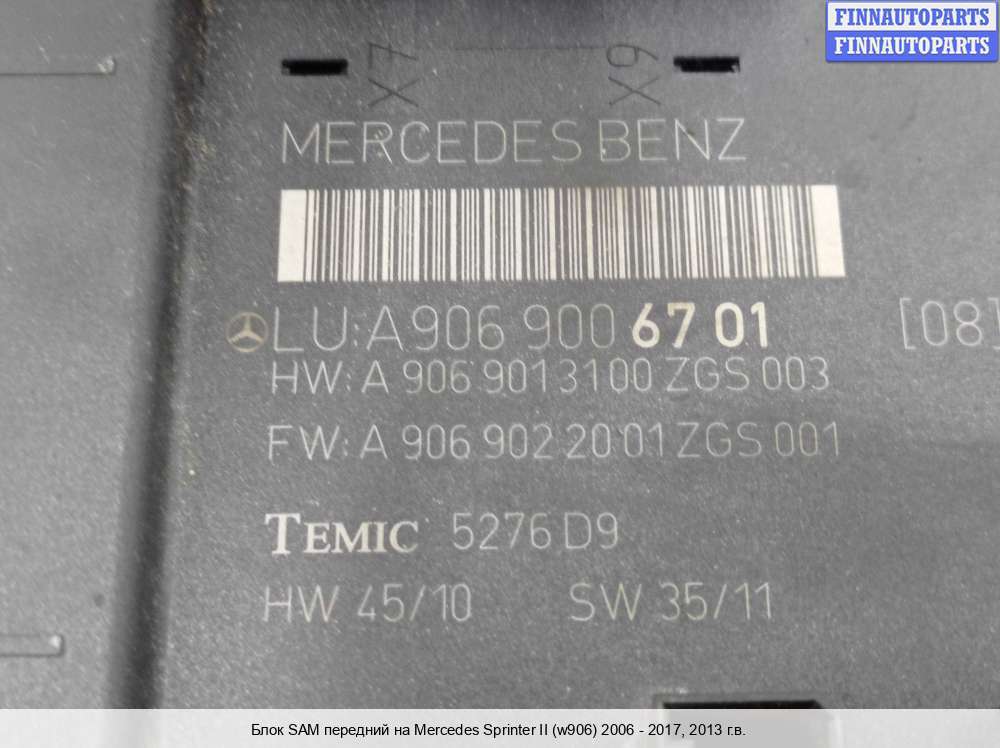 FINNAUTOPARTS
FINNAUTOPARTS
EX 6X
MERCEDES BENZ
LU: A 906 900 67 01 [08]
HW: A 906 901 31 00 ZGS 003
FW: A 906 902 20 01 ZGS 001
TEMIC 5276 D9
HW 45/10 SW 35/11
Блок SAM передний на Mercedes Sprinter II (w906) 2006 - 2017, 2013 г.в.